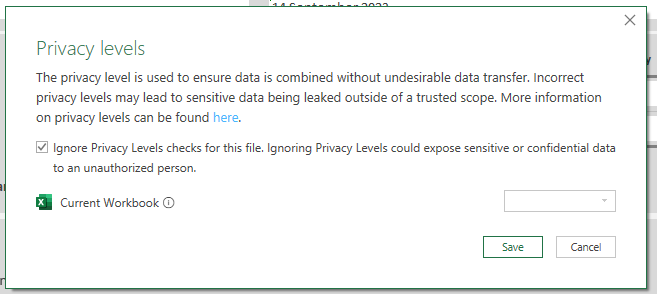 14 September 2022
Privacy levels
The privacy level is used to ensure data is combined without undesirable data transfer. Incorrect
privacy levels may lead to sensitive data being leaked outside of a trusted scope. More information
on privacy levels can be found here.
Ignore Privacy Levels checks for this file. Ignoring Privacy Levels could expose sensitive or confidential data
to an unauthorized person.
Current Workbook
Save
Cancel